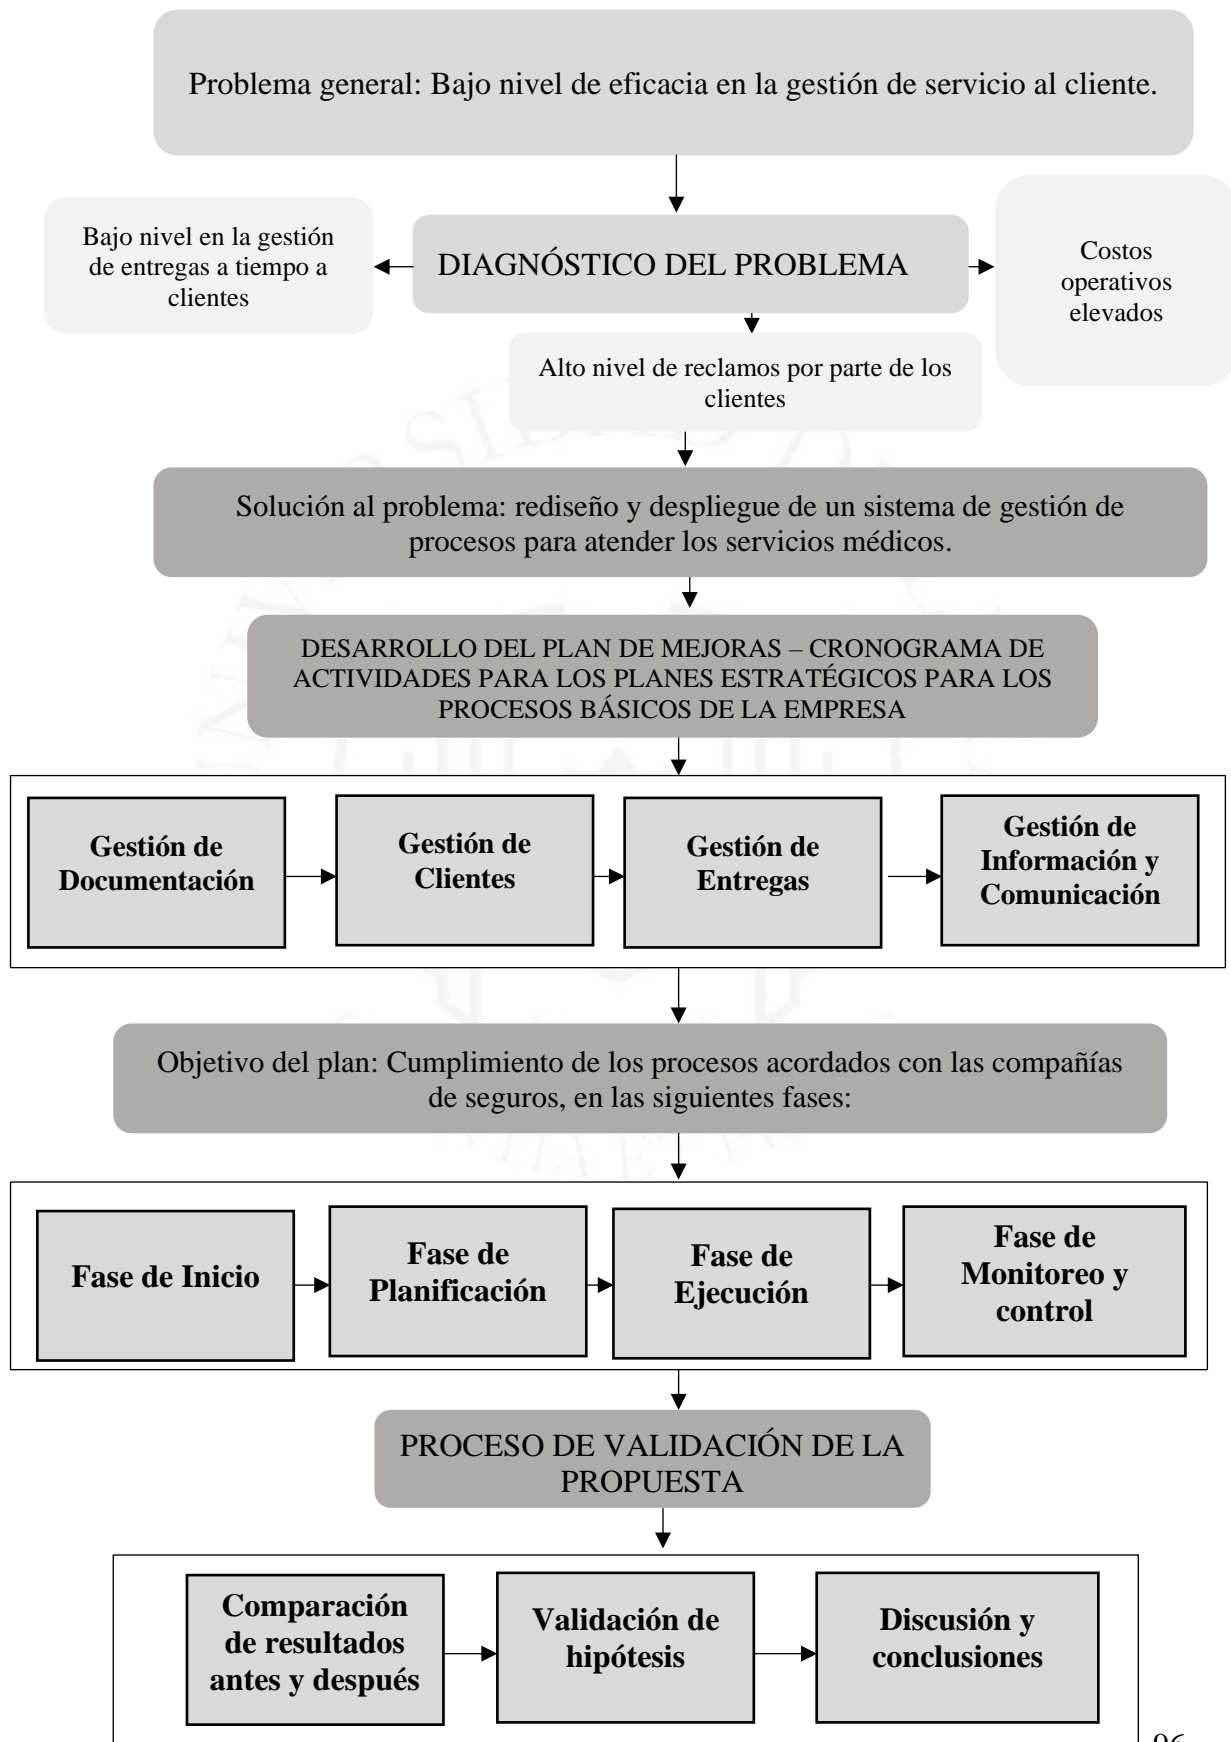 Problema general: Bajo nivel de eficacia en la gestión de servicio al cliente.
Bajo nivel en la gestión
de entregas a tiempo a
clientes
DIAGNÓSTICO DEL PROBLEMA
Costos
operativos
elevados
Alto nivel de reclamos por parte de los
clientes
Solución al problema: rediseño y despliegue de un sistema de gestión de
procesos para atender los servicios médicos.
DESARROLLO DEL PLAN DE MEJORAS – CRONOGRAMA DE
ACTIVIDADES PARA LOS PLANES ESTRATÉGICOS PARA LOS
PROCESOS BÁSICOS DE LA EMPRESA
Gestión de
Documentación
Gestión de
Clientes
Gestión de
Entregas
Gestión de
Información y
Comunicación
Objetivo del plan: Cumplimiento de los procesos acordados con las compañías
de seguros, en las siguientes fases:
Fase de Inicio
Fase de
Planificación
Fase de
Ejecución
Fase de
Monitoreo y
control
PROCESO DE VALIDACIÓN DE LA
PROPUESTA
Comparación
de resultados
antes y después
Validación de
hipótesis
Discusión y
conclusiones